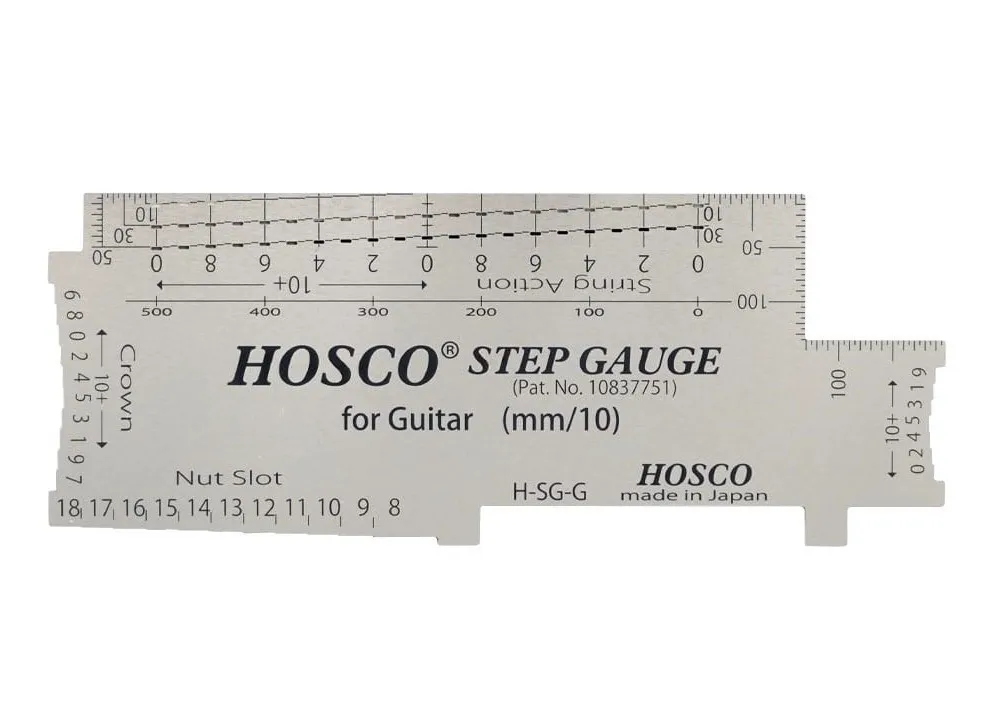 10 10
30 30
50 0 8 6 4 2 0 8 6 4 2 0 50
10+ String Action
100
500 400 300 200 100 0
HOSCO® STEP GAUGE
(Pat. No. 10837751)
for Guitar (mm/10)
6 8 0 2 4 5 3 1 9 7
10+
Crown
100
10+
0 2 4 5 3 1 9
Nut Slot
18 17 16 15 14 13 12 11 10 9 8
H-SG-G
HOSCO
made in Japan